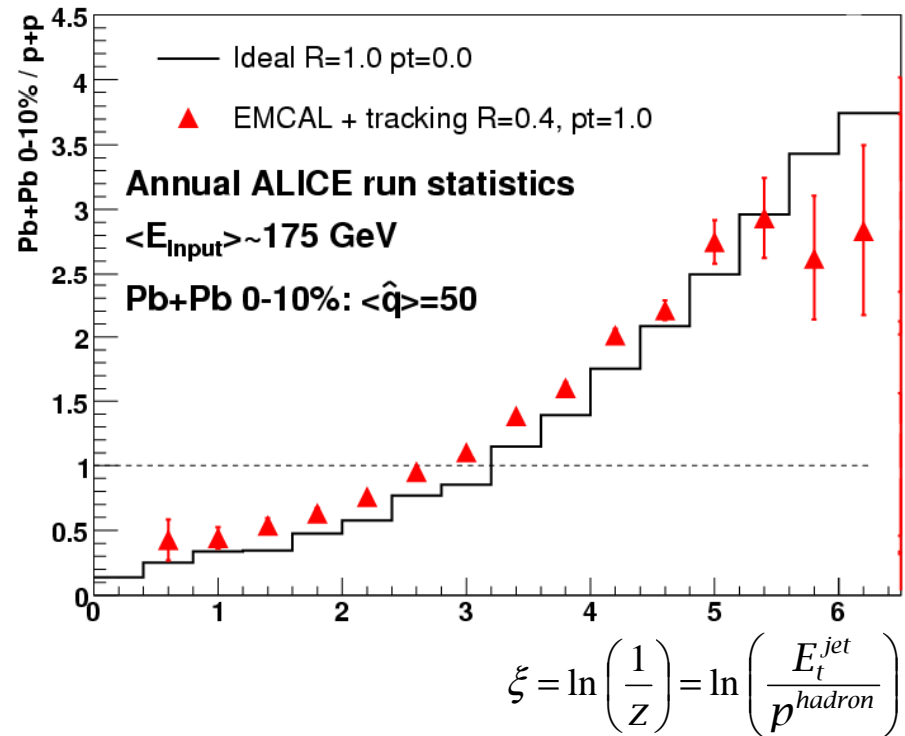 Pb+Pb 0-10% / p+p
4.5
4
3.5
3
2.5
2
1.5
1
0.5
0
Ideal R=1.0 pt=0.0
EMCAL + tracking R=0.4, pt=1.0
Annual ALICE run statistics
<E_Input>~175 GeV
Pb+Pb 0-10%: <q̂>=50
0 1 2 3 4 5 6
ξ = ln(1/z) = ln(E_t^jet / p^hadron)